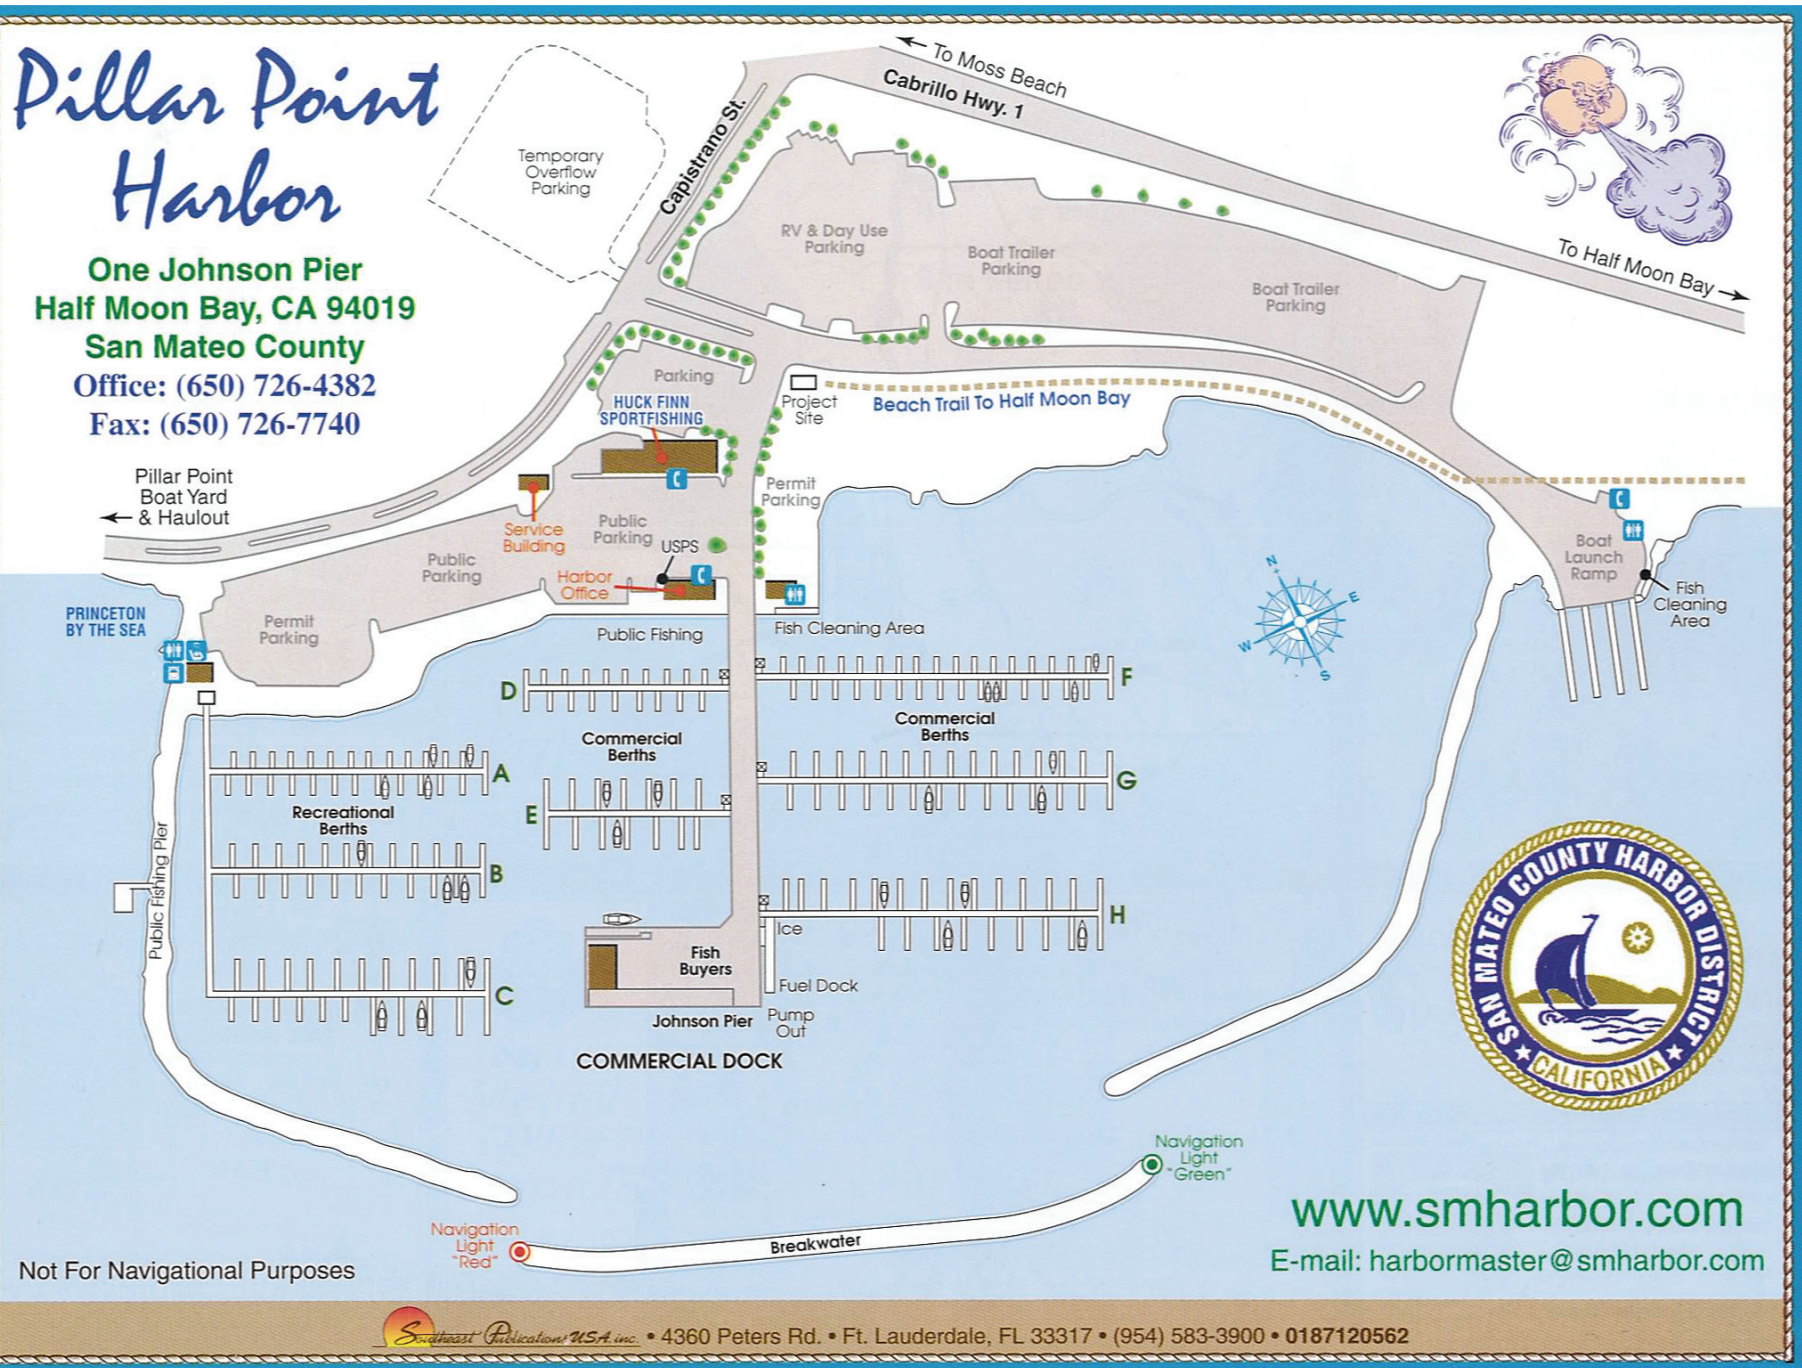 Pillar Point
Harbor
One Johnson Pier
Half Moon Bay, CA 94019
San Mateo County
Office: (650) 726-4382
Fax: (650) 726-7740
Pillar Point
Boat Yard
& Haulout
Temporary
Overflow
Parking
Capistrano St.
To Moss Beach
Cabrillo Hwy. 1
To Half Moon Bay
RV & Day Use
Parking
Boat Trailer
Parking
Boat Trailer
Parking
Parking
HUCK FINN
SPORTFISHING
Project
Site
Beach Trail To Half Moon Bay
Permit
Parking
Service
Building
Public
Parking
USPS
Public
Parking
Harbor
Office
Permit
Parking
PRINCETON
BY THE SEA
Public Fishing
Fish Cleaning Area
Boat
Launch
Ramp
Fish
Cleaning
Area
N
E
S
W
D
F
Commercial
Berths
Commercial
Berths
A
G
Recreational
Berths
E
B
Public Fishing Pier
H
Ice
Fish
Buyers
C
Fuel Dock
Johnson Pier
Pump
Out
COMMERCIAL DOCK
SAN MATEO COUNTY HARBOR DISTRICT
CALIFORNIA
Navigation
Light
"Green"
Navigation
Light
"Red"
Breakwater
www.smharbor.com
E-mail: harbormaster@smharbor.com
Not For Navigational Purposes
Southeast Publications USA, inc. • 4360 Peters Rd. • Ft. Lauderdale, FL 33317 • (954) 583-3900 • 0187120562